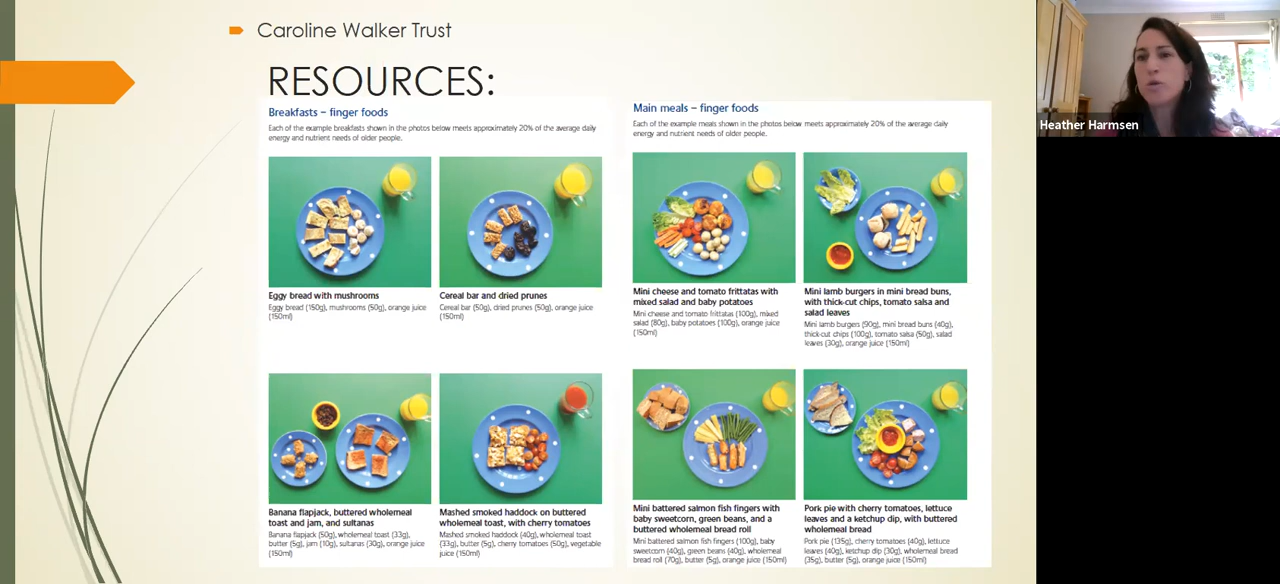 Caroline Walker Trust
RESOURCES:
Breakfasts – finger foods
Each of the example breakfasts shown in the photos below meets approximately 20% of the average daily
energy and nutrient needs of older people.
Eggy bread with mushrooms
Eggy bread (150g), mushrooms (50g), orange juice
(150ml)
Cereal bar and dried prunes
Cereal bar (50g), dried prunes (50g), orange juice
(150ml)
Banana flapjack, buttered wholemeal
toast and jam, and sultanas
Banana flapjack (50g), wholemeal toast (33g),
butter (5g), jam (10g), sultanas (30g), orange juice
(150ml)
Mashed smoked haddock on buttered
wholemeal toast, with cherry tomatoes
Mashed smoked haddock (40g), wholemeal toast
(33g), butter (5g), cherry tomatoes (50g), vegetable
juice (150ml)
Main meals – finger foods
Each of the example meals shown in the photos below meets approximately 20% of the average daily
energy and nutrient needs of older people.
Mini cheese and tomato frittatas with
mixed salad and baby potatoes
Mini cheese and tomato frittatas (100g), mixed
salad (80g), baby potatoes (100g), orange juice
(150ml)
Mini lamb burgers in mini bread buns,
with thick-cut chips, tomato salsa and
salad leaves
Mini lamb burgers (90g), mini bread buns (40g),
thick-cut chips (100g), tomato salsa (50g), salad
leaves (30g), orange juice (150ml)
Mini battered salmon fish fingers with
baby sweetcorn, green beans, and a
buttered wholemeal bread roll
Mini battered salmon fish fingers (100g), baby
sweetcorn (40g), green beans (40g), wholemeal
bread roll (70g), butter (5g), orange juice (150ml)
Pork pie with cherry tomatoes, lettuce
leaves and a ketchup dip, with buttered
wholemeal bread
Pork pie (135g), cherry tomatoes (40g), lettuce
leaves (40g), ketchup dip (30g), wholemeal bread
(35g), butter (5g), orange juice (150ml)
Heather Harmsen